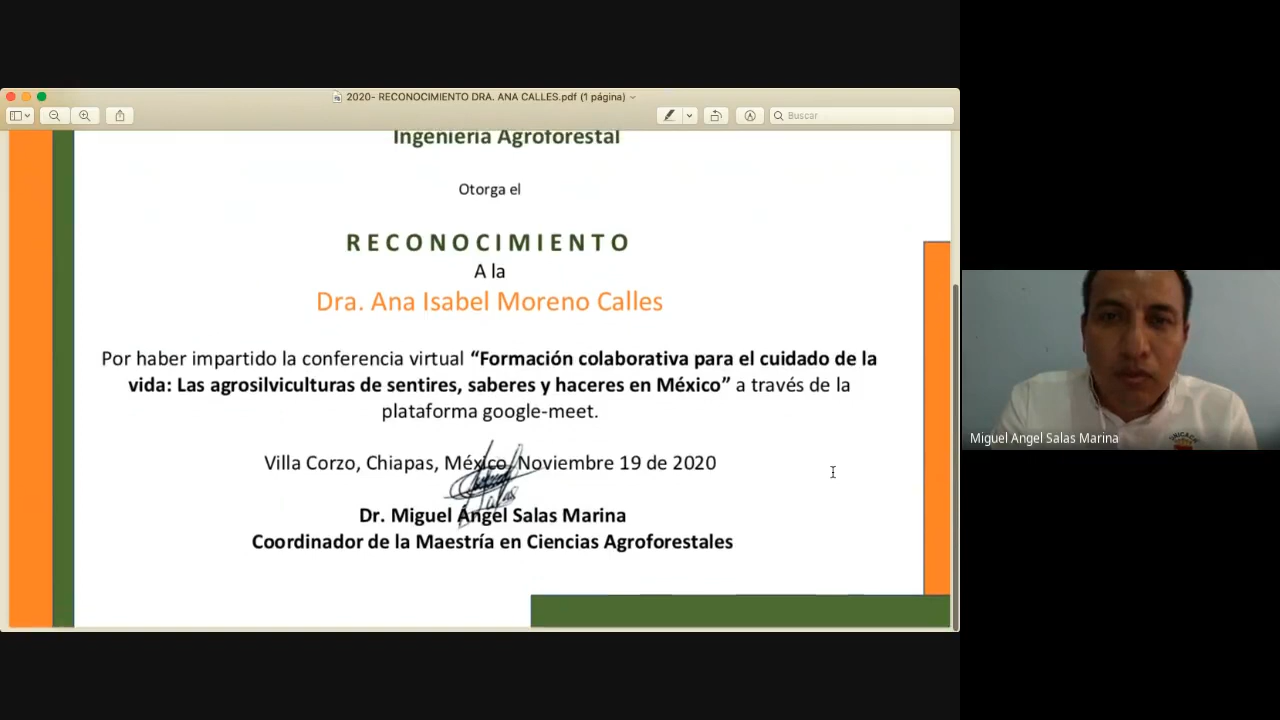 2020- RECONOCIMIENTO DRA. ANA CALLES.pdf (1 página)
Buscar
Ingeniería Agroforestal
Otorga el
RECONOCIMIENTO
A la
Dra. Ana Isabel Moreno Calles
Por haber impartido la conferencia virtual “Formación colaborativa para el cuidado de la
vida: Las agrosilviculturas de sentires, saberes y haceres en México” a través de la
plataforma google-meet.
Villa Corzo, Chiapas, México, Noviembre 19 de 2020
Dr. Miguel Ángel Salas Marina
Coordinador de la Maestría en Ciencias Agroforestales
Miguel Angel Salas Marina
UNICACH